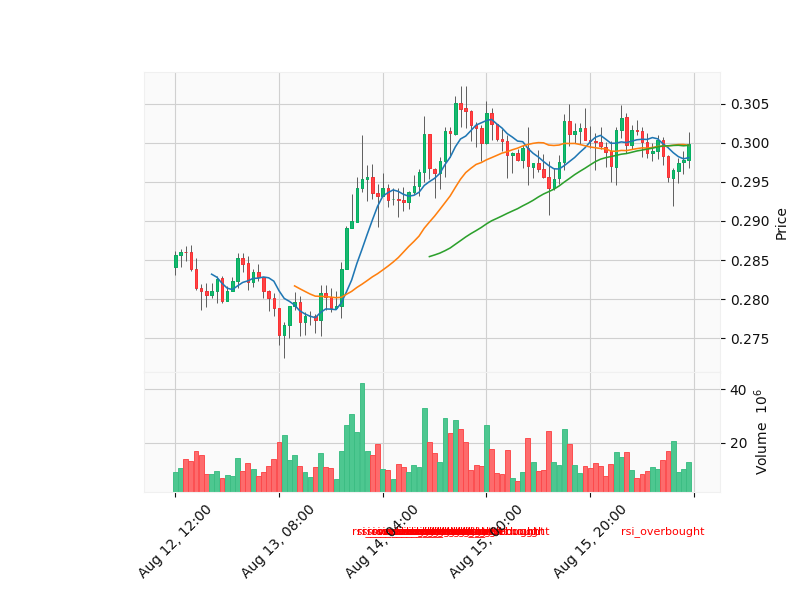 0.305
0.300
0.295
0.290
0.285
0.280
0.275
Price
40
20
Volume 10⁶
Aug 12, 12:00
Aug 13, 08:00
Aug 14, 04:00
Aug 15, 00:00
Aug 15, 20:00
rsi_overbought